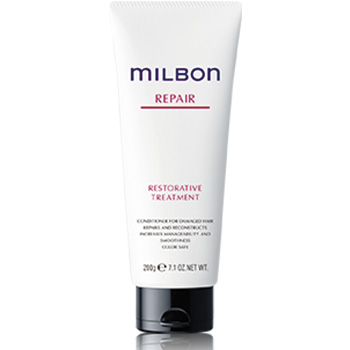 MILBON
REPAIR
RESTORATIVE
TREATMENT
CONDITIONER FOR DAMAGED HAIR
REPAIRS AND RECONSTRUCTS
INCREASES MANAGEABILITY AND
SMOOTHNESS
COLOR SAFE
200g ℮ 7.1 OZ.NET WT.